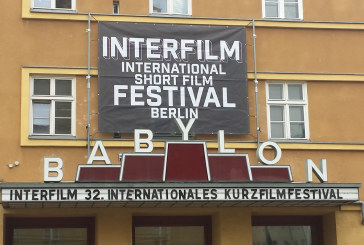 INTERFILM
INTERNATIONAL
SHORT FILM
FESTIVAL
BERLIN
BABYLON
INTERFILM 32. INTERNATIONALES KURZFILMFESTIVAL